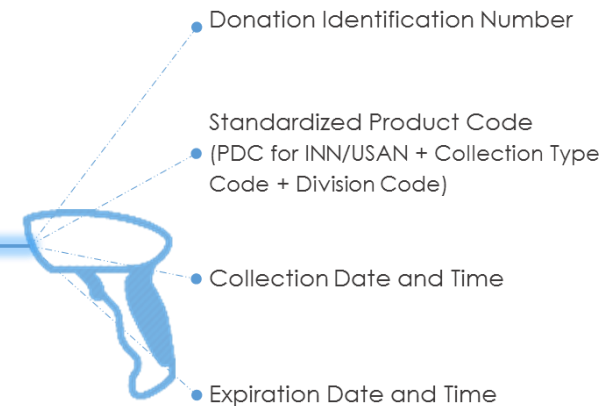 Donation Identification Number
Standardized Product Code
(PDC for INN/USAN + Collection Type
Code + Division Code)
Collection Date and Time
Expiration Date and Time